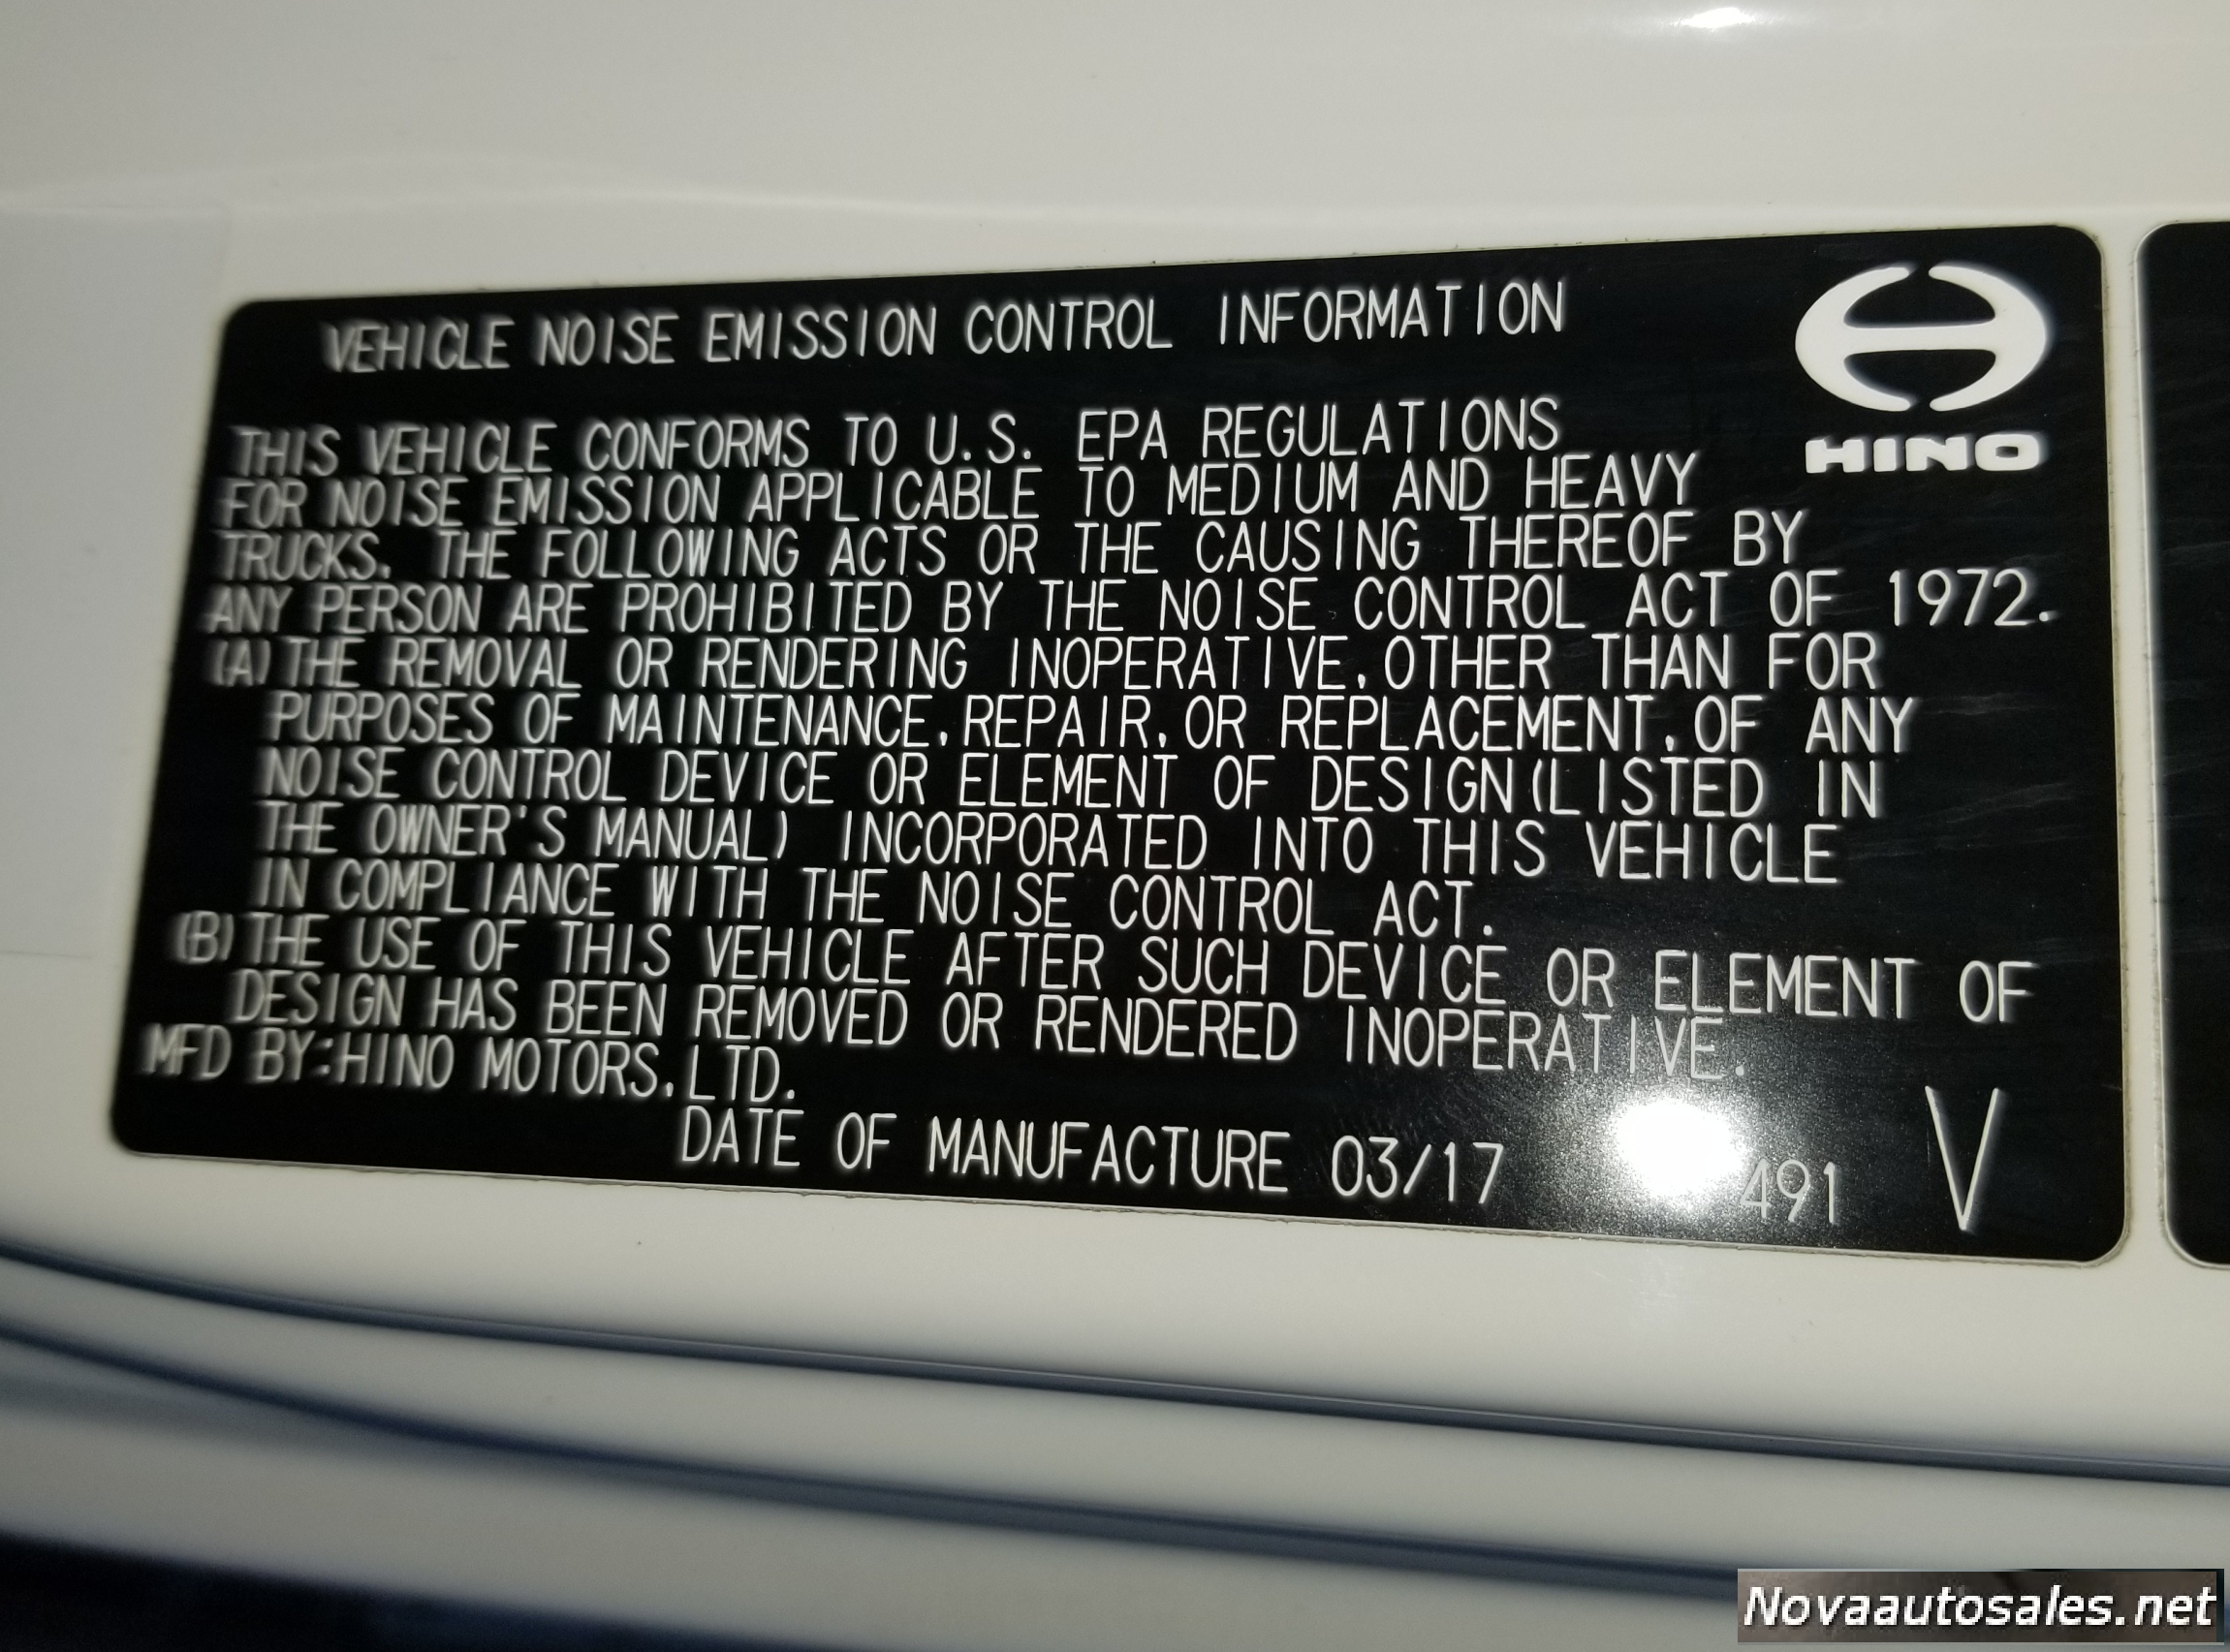 VEHICLE NOISE EMISSION CONTROL INFORMATION
HINO
THIS VEHICLE CONFORMS TO U.S. EPA REGULATIONS
FOR NOISE EMISSION APPLICABLE TO MEDIUM AND HEAVY
TRUCKS. THE FOLLOWING ACTS OR THE CAUSING THEREOF BY
ANY PERSON ARE PROHIBITED BY THE NOISE CONTROL ACT OF 1972.
(A) THE REMOVAL OR RENDERING INOPERATIVE, OTHER THAN FOR
PURPOSES OF MAINTENANCE, REPAIR, OR REPLACEMENT, OF ANY
NOISE CONTROL DEVICE OR ELEMENT OF DESIGN (LISTED IN
THE OWNER'S MANUAL) INCORPORATED INTO THIS VEHICLE
IN COMPLIANCE WITH THE NOISE CONTROL ACT.
(B) THE USE OF THIS VEHICLE AFTER SUCH DEVICE OR ELEMENT OF
DESIGN HAS BEEN REMOVED OR RENDERED INOPERATIVE.
MFD BY:HINO MOTORS, LTD.
DATE OF MANUFACTURE 03/17 491 V
Novaautosales.net